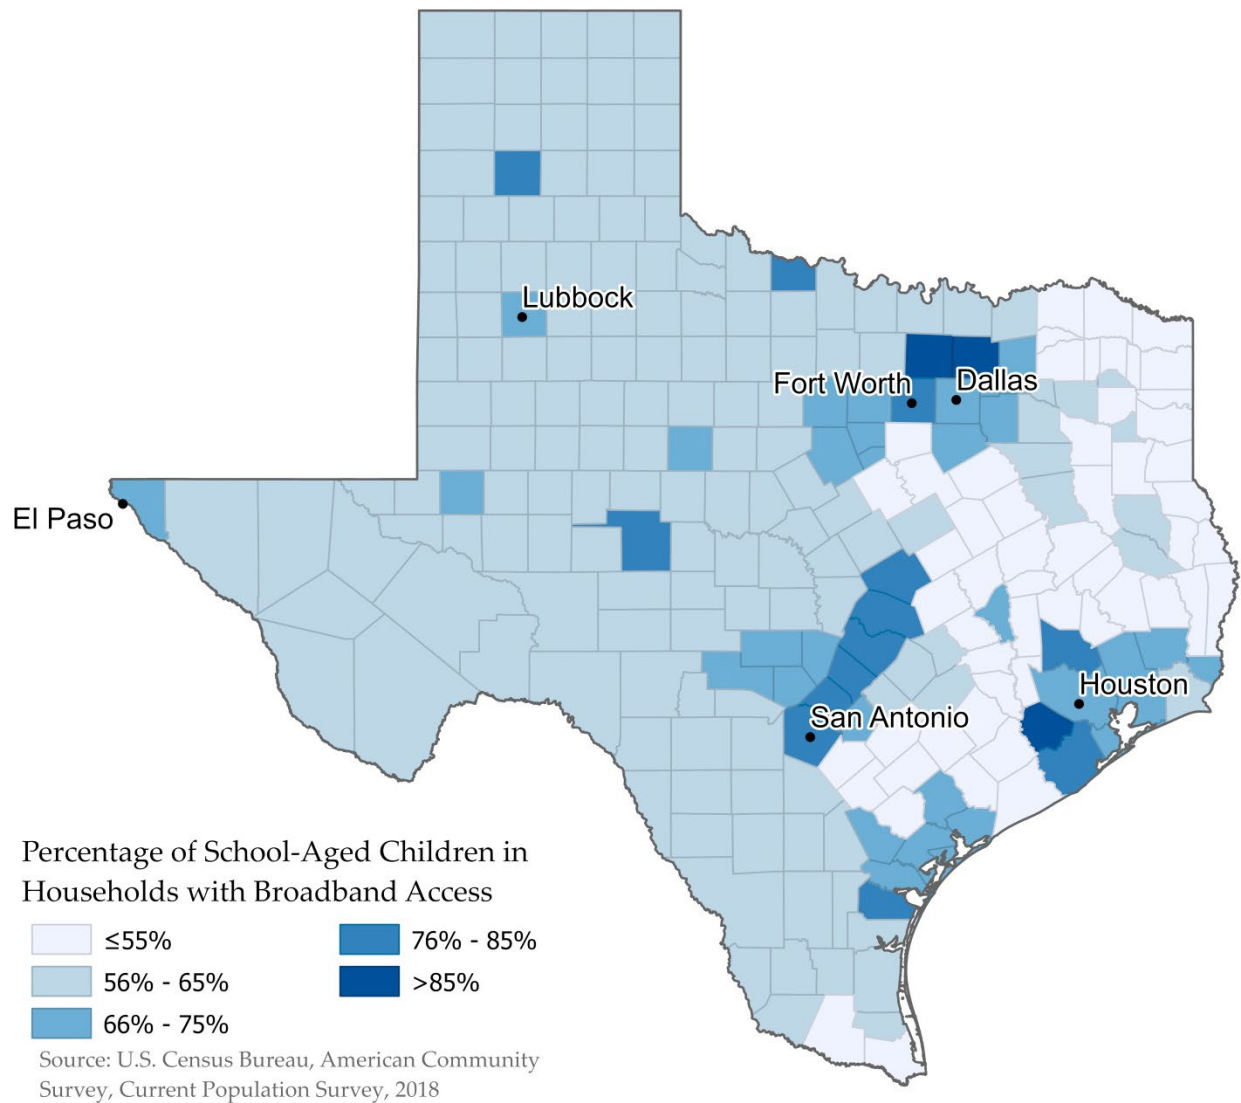 Lubbock
Fort Worth
Dallas
El Paso
Houston
San Antonio
Percentage of School-Aged Children in
Households with Broadband Access
≤55%
76% - 85%
56% - 65%
>85%
66% - 75%
Source: U.S. Census Bureau, American Community
Survey, Current Population Survey, 2018